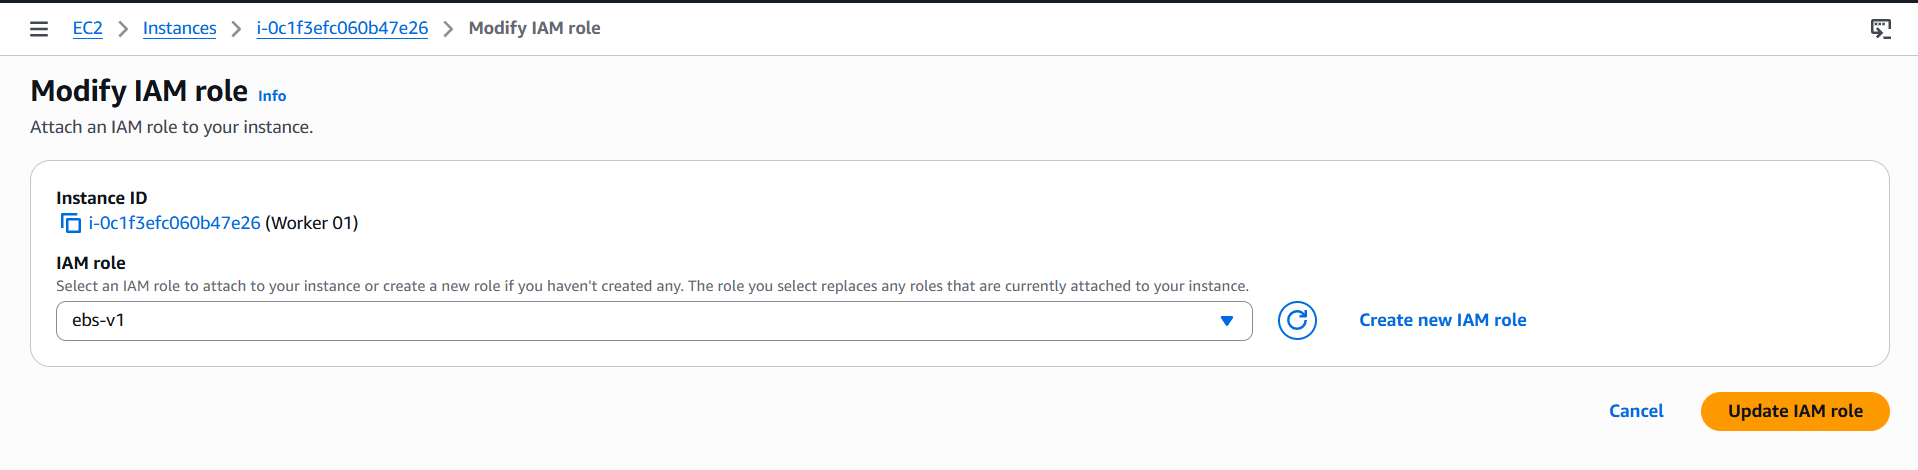 EC2 > Instances > i-0c1f3efc060b47e26 > Modify IAM role
Modify IAM role Info
Attach an IAM role to your instance.
Instance ID
i-0c1f3efc060b47e26 (Worker 01)
IAM role
Select an IAM role to attach to your instance or create a new role if you haven't created any. The role you select replaces any roles that are currently attached to your instance.
ebs-v1 Create new IAM role
Cancel Update IAM role